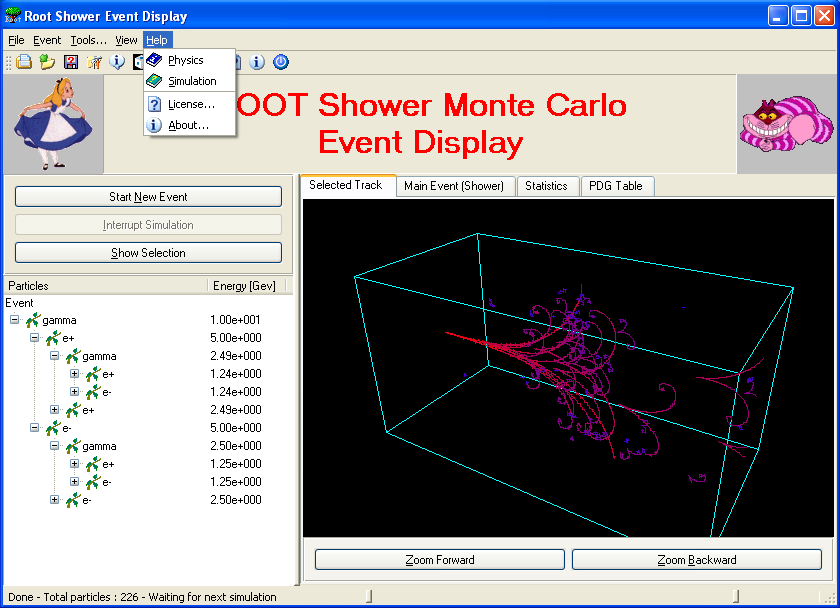 Root Shower Event Display
File Event Tools... View Help
Physics
Simulation
License...
About...
OOT Shower Monte Carlo
Event Display
Start New Event
Interrupt Simulation
Show Selection
Selected Track Main Event (Shower) Statistics PDG Table
Particles Energy [Gev]
Event
gamma 1.00e+001
e+ 5.00e+000
gamma 2.49e+000
e+ 1.24e+000
e- 1.24e+000
e+ 2.49e+000
e- 5.00e+000
gamma 2.50e+000
e+ 1.25e+000
e- 1.25e+000
e- 2.50e+000
Zoom Forward Zoom Backward
Done - Total particles : 226 - Waiting for next simulation